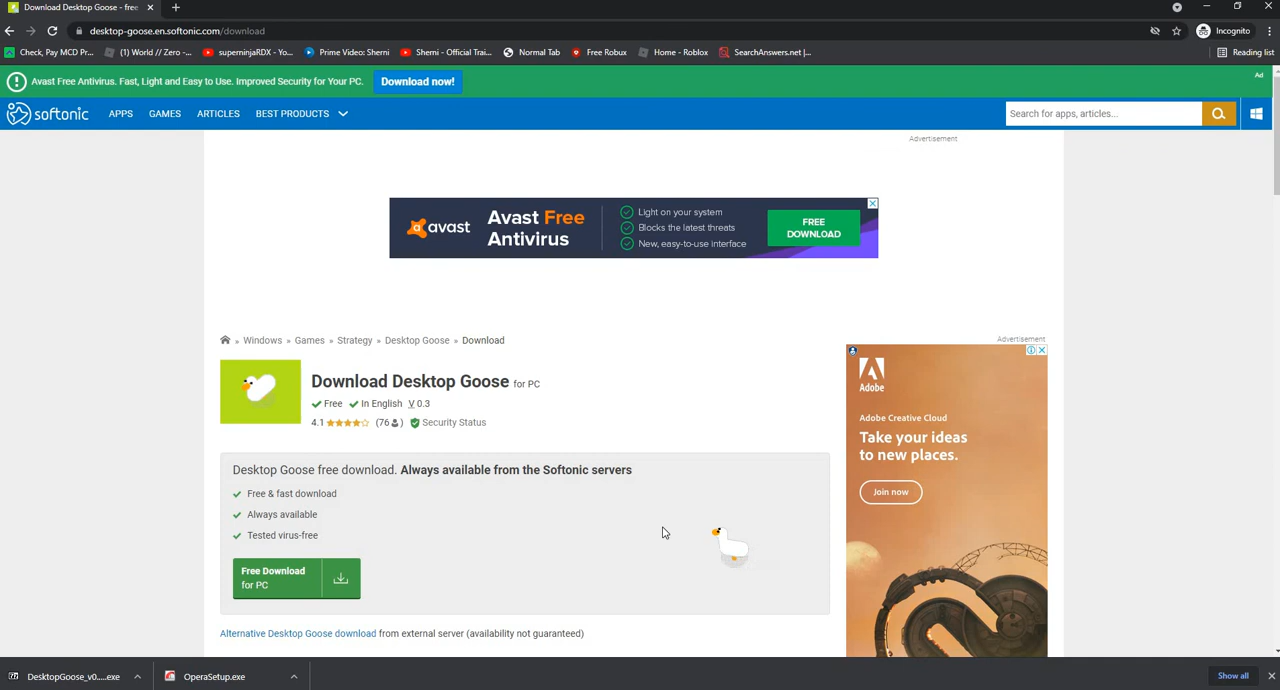 Download Desktop Goose - free
Incognito
desktop-goose.en.softonic.com/download
Check, Pay MCD Pr...
(1) World // Zero -...
superninjaRDX - Yo...
Prime Video: Sherni
Sherni - Official Trai...
Normal Tab
Free Robux
Home - Roblox
SearchAnswers.net |...
Reading list
Avast Free Antivirus. Fast, Light and Easy to Use. Improved Security for Your PC.
Download now!
Ad
softonic
APPS
GAMES
ARTICLES
BEST PRODUCTS
Search for apps, articles...
Advertisement
avast
Avast Free
Antivirus
Light on your system
Blocks the latest threats
New, easy-to-use interface
FREE
DOWNLOAD
» Windows » Games » Strategy » Desktop Goose » Download
Download Desktop Goose for PC
Free In English V 0.3
4.1 (76 ) Security Status
Desktop Goose free download. Always available from the Softonic servers
Free & fast download
Always available
Tested virus-free
Free Download
for PC
Alternative Desktop Goose download from external server (availability not guaranteed)
Advertisement
Adobe
Adobe Creative Cloud
Take your ideas
to new places.
Join now
DesktopGoose_v0....exe
OperaSetup.exe
Show all